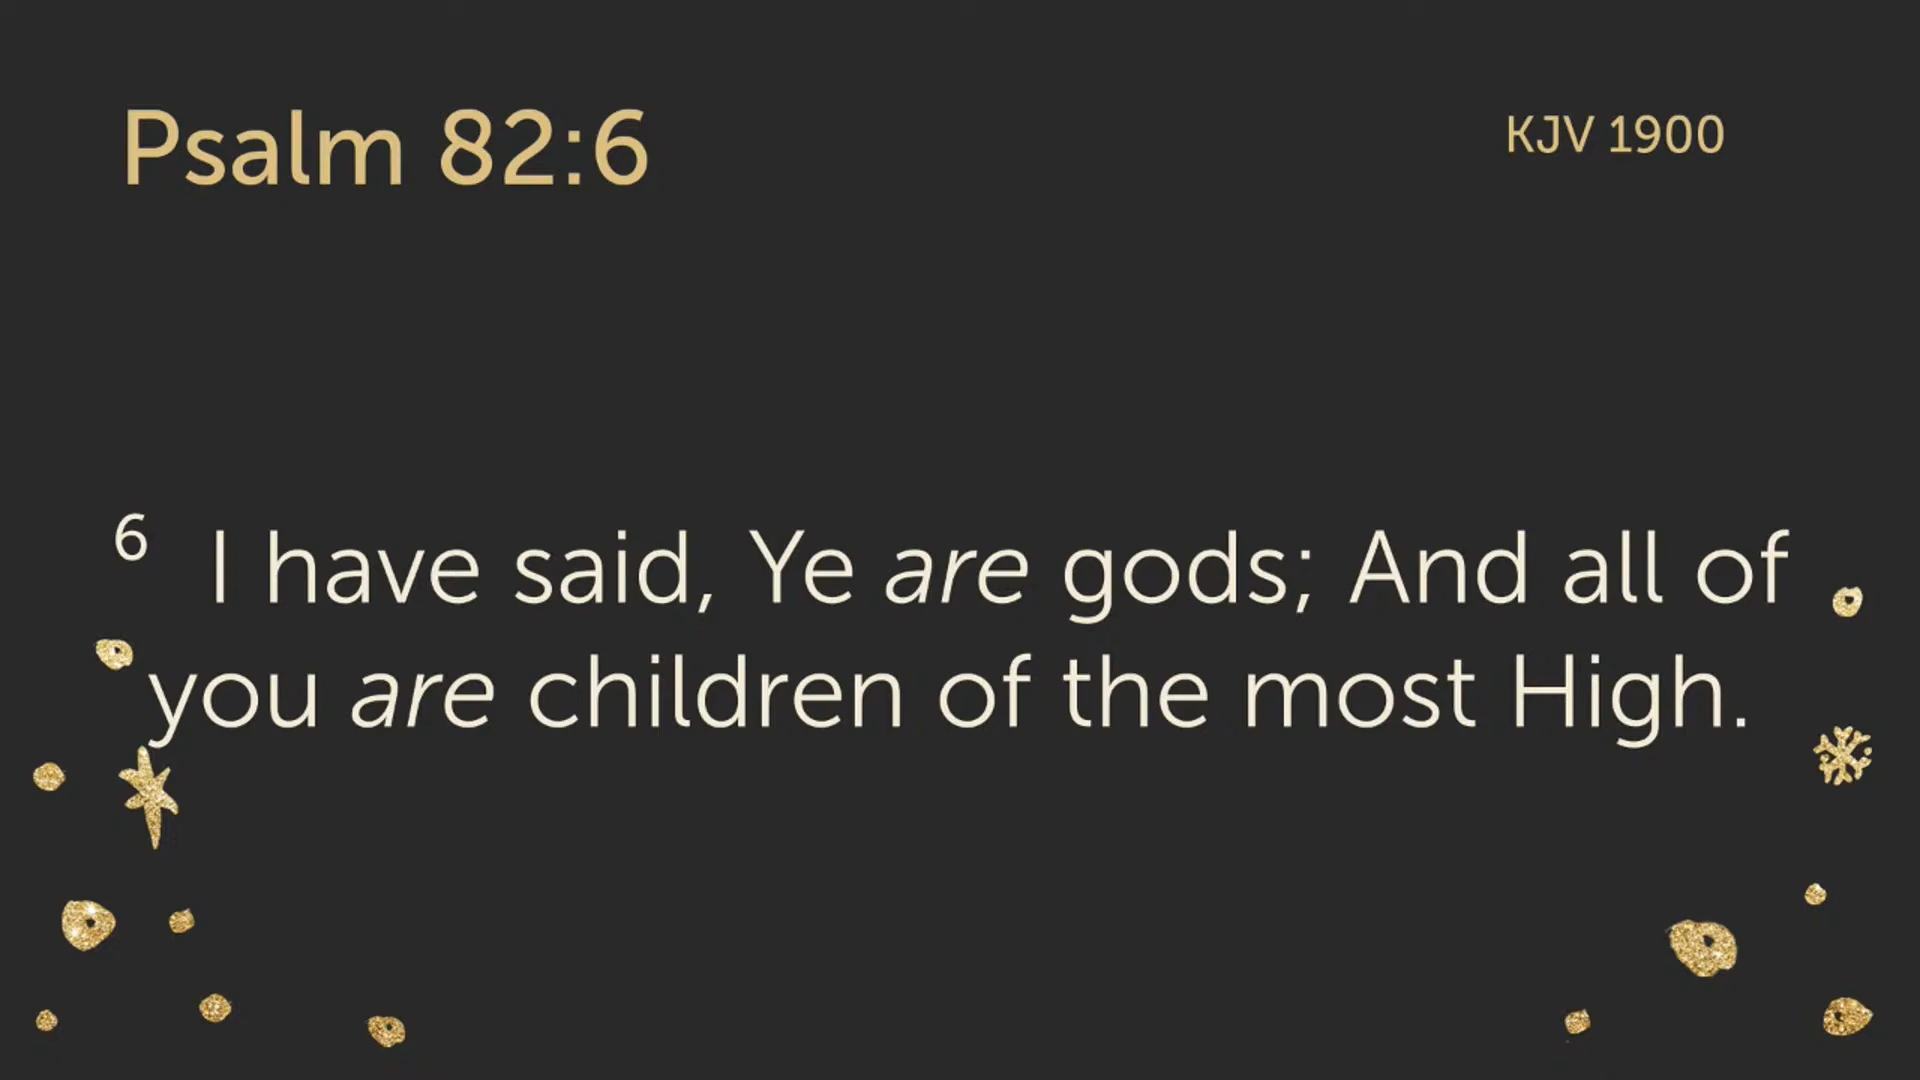 Psalm 82:6
KJV 1900
6 I have said, Ye are gods; And all of
you are children of the most High.